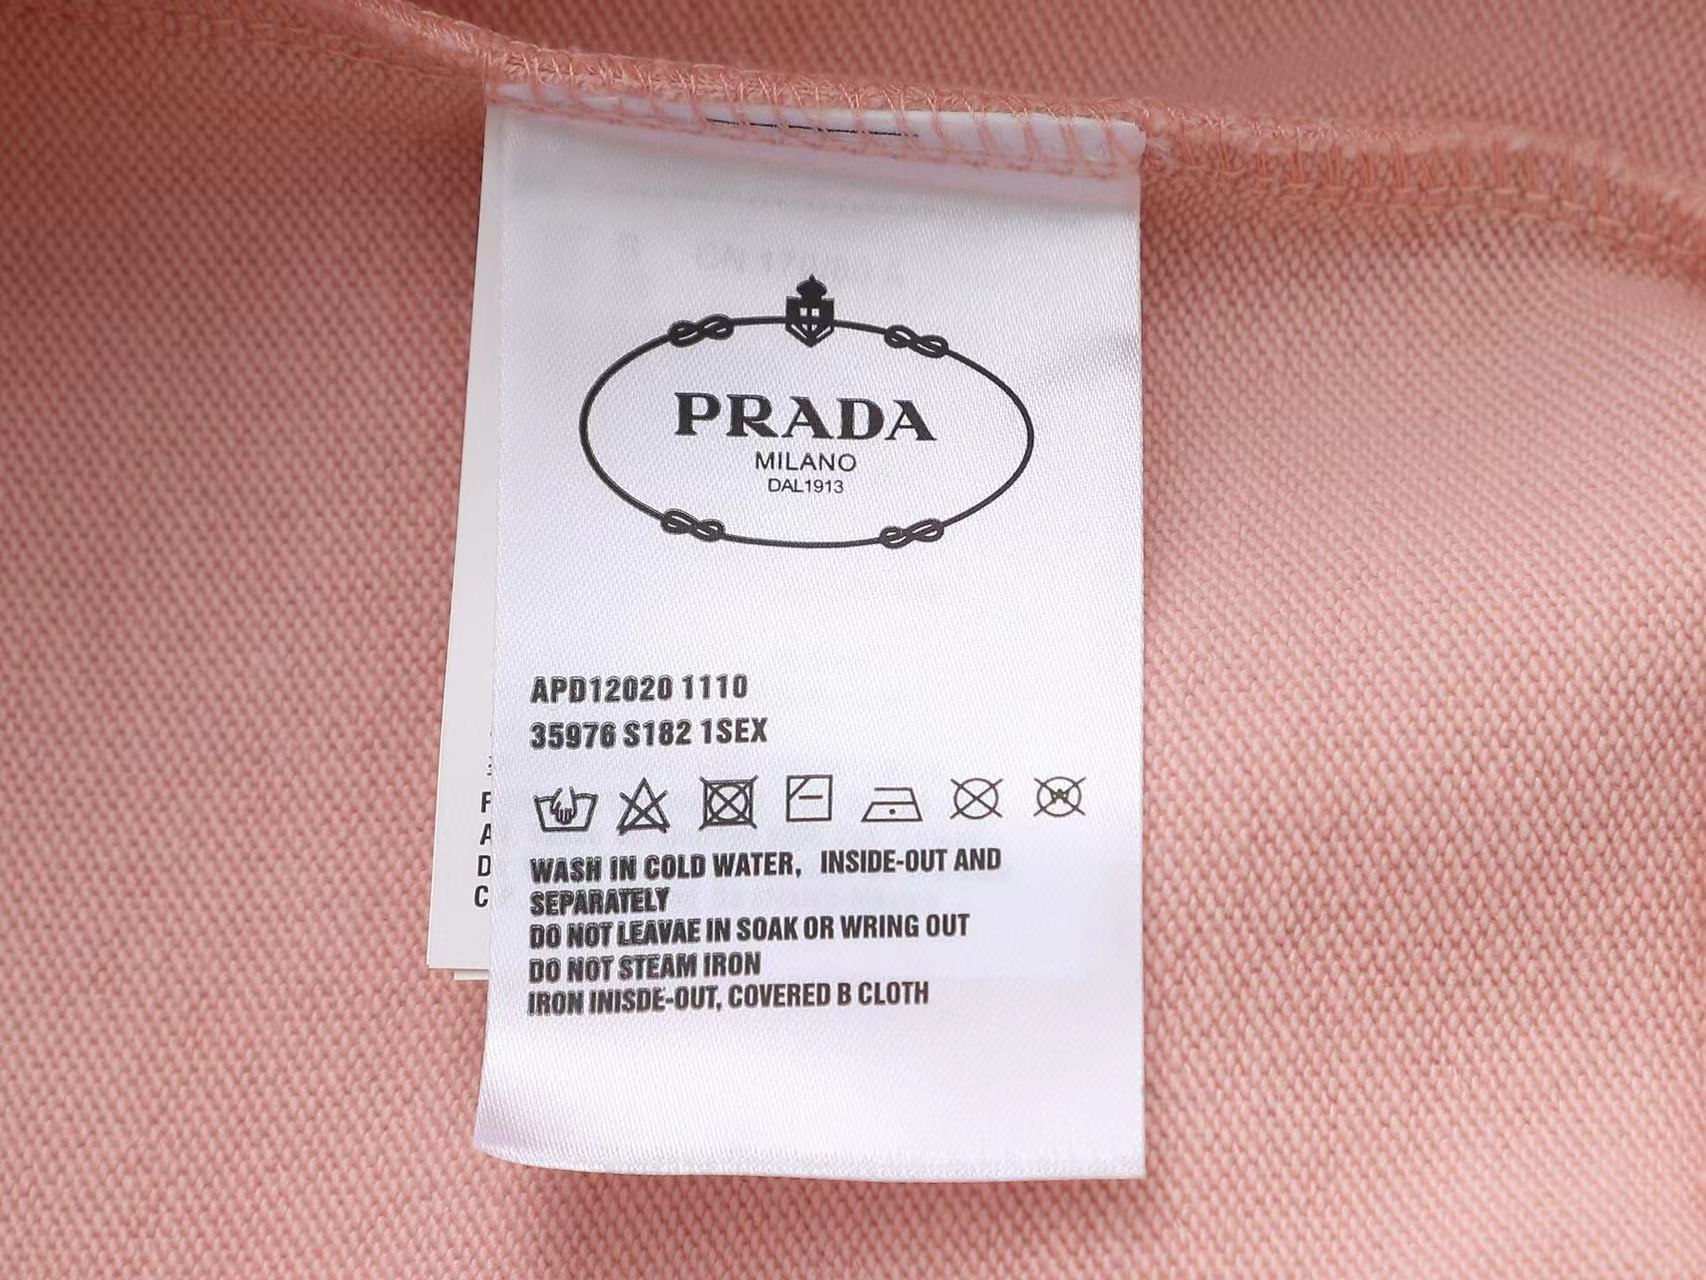 PRADA
MILANO
DAL1913
APD12020 1110
35976 S182 1SEX
WASH IN COLD WATER, INSIDE-OUT AND
SEPARATELY
DO NOT LEAVAE IN SOAK OR WRING OUT
DO NOT STEAM IRON
IRON INISDE-OUT, COVERED B CLOTH